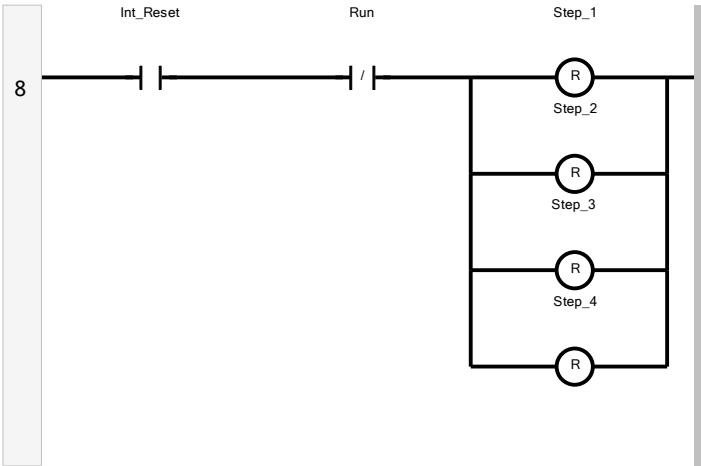 Int_Reset Run Step_1
8 / R
Step_2
R
Step_3
R
Step_4
R